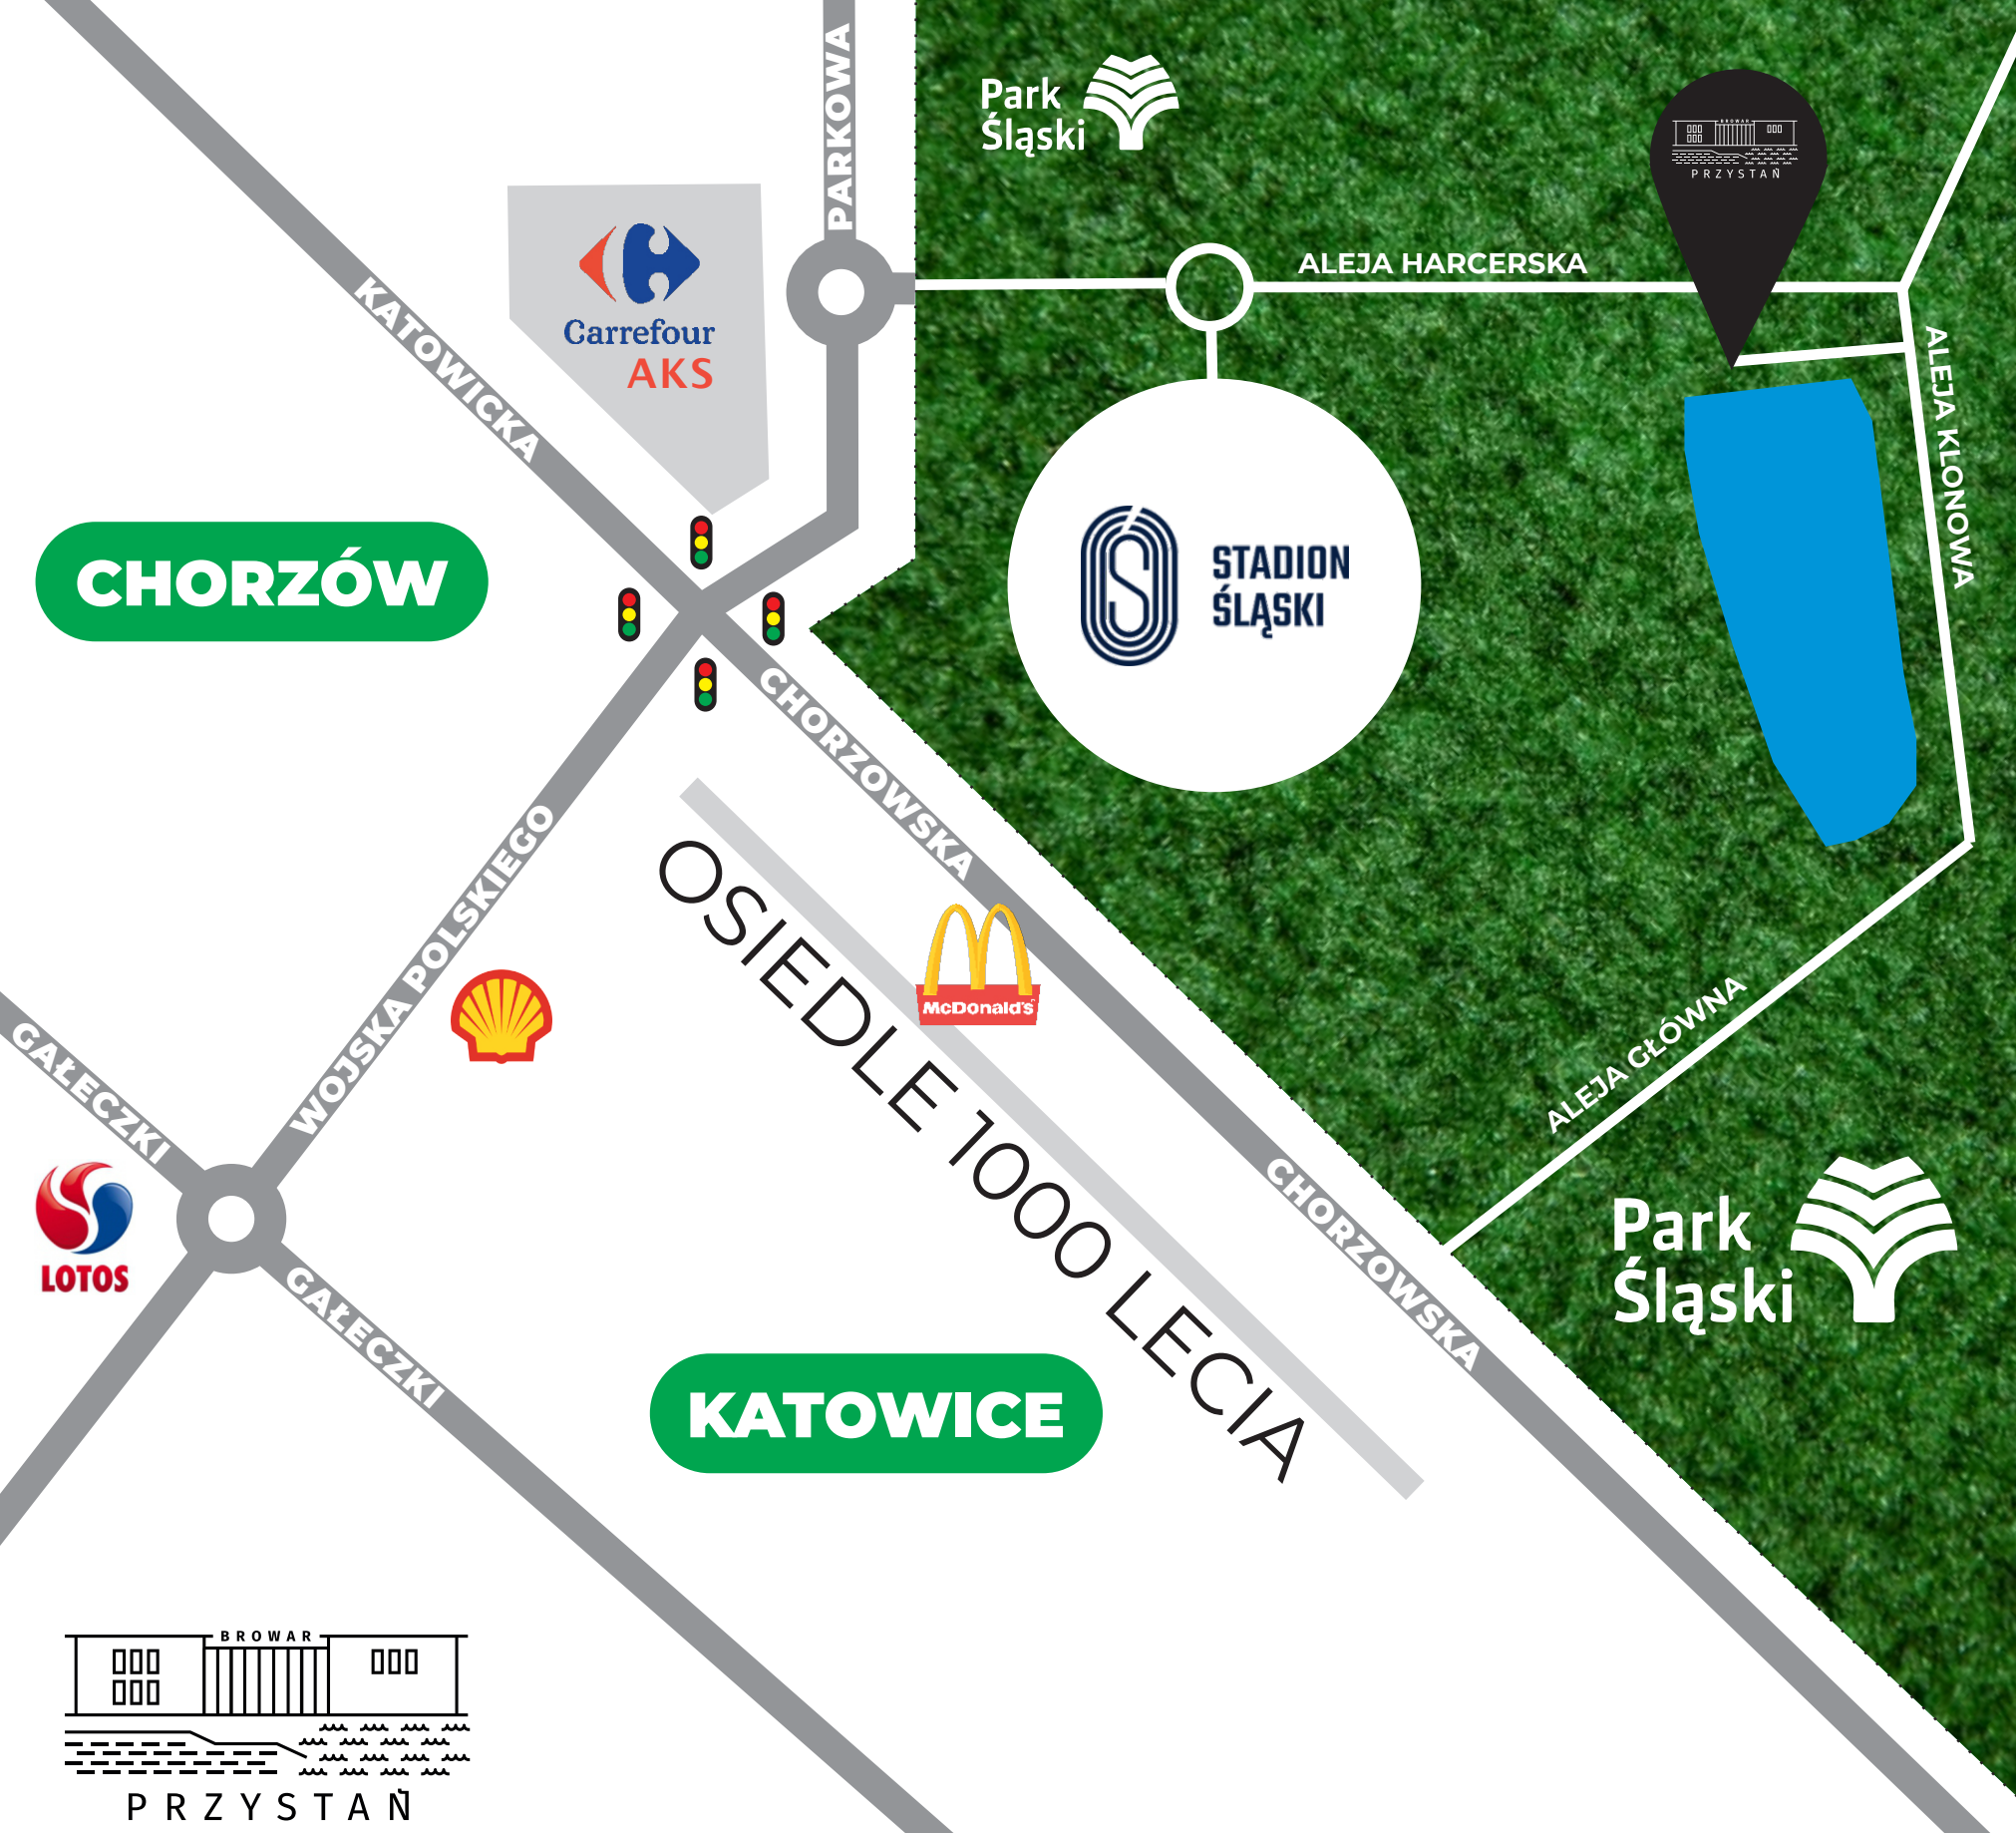 PARKOWA
Park
Śląski
BROWAR
PRZYSTAŃ
ALEJA HARCERSKA
KATOWICKA
Carrefour
AKS
ALEJA KLONOWA
CHORZÓW
STADION
ŚLĄSKI
CHORZOWSKA
WOJSKA POLSKIEGO
OSIEDLE 1000 LECIA
McDonald's
GAŁECZKI
ALEJA GŁÓWNA
LOTOS
GAŁECZKI
CHORZOWSKA
Park
Śląski
KATOWICE
BROWAR
PRZYSTAŃ